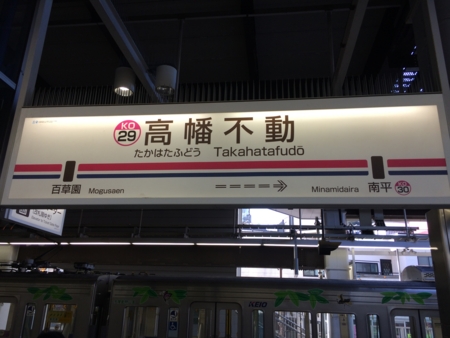 KO
29
高幡不動
たかはたふどう Takahatafudō
百草園 Mogusaen
Minamidaira 南平
KO
30
KEIO